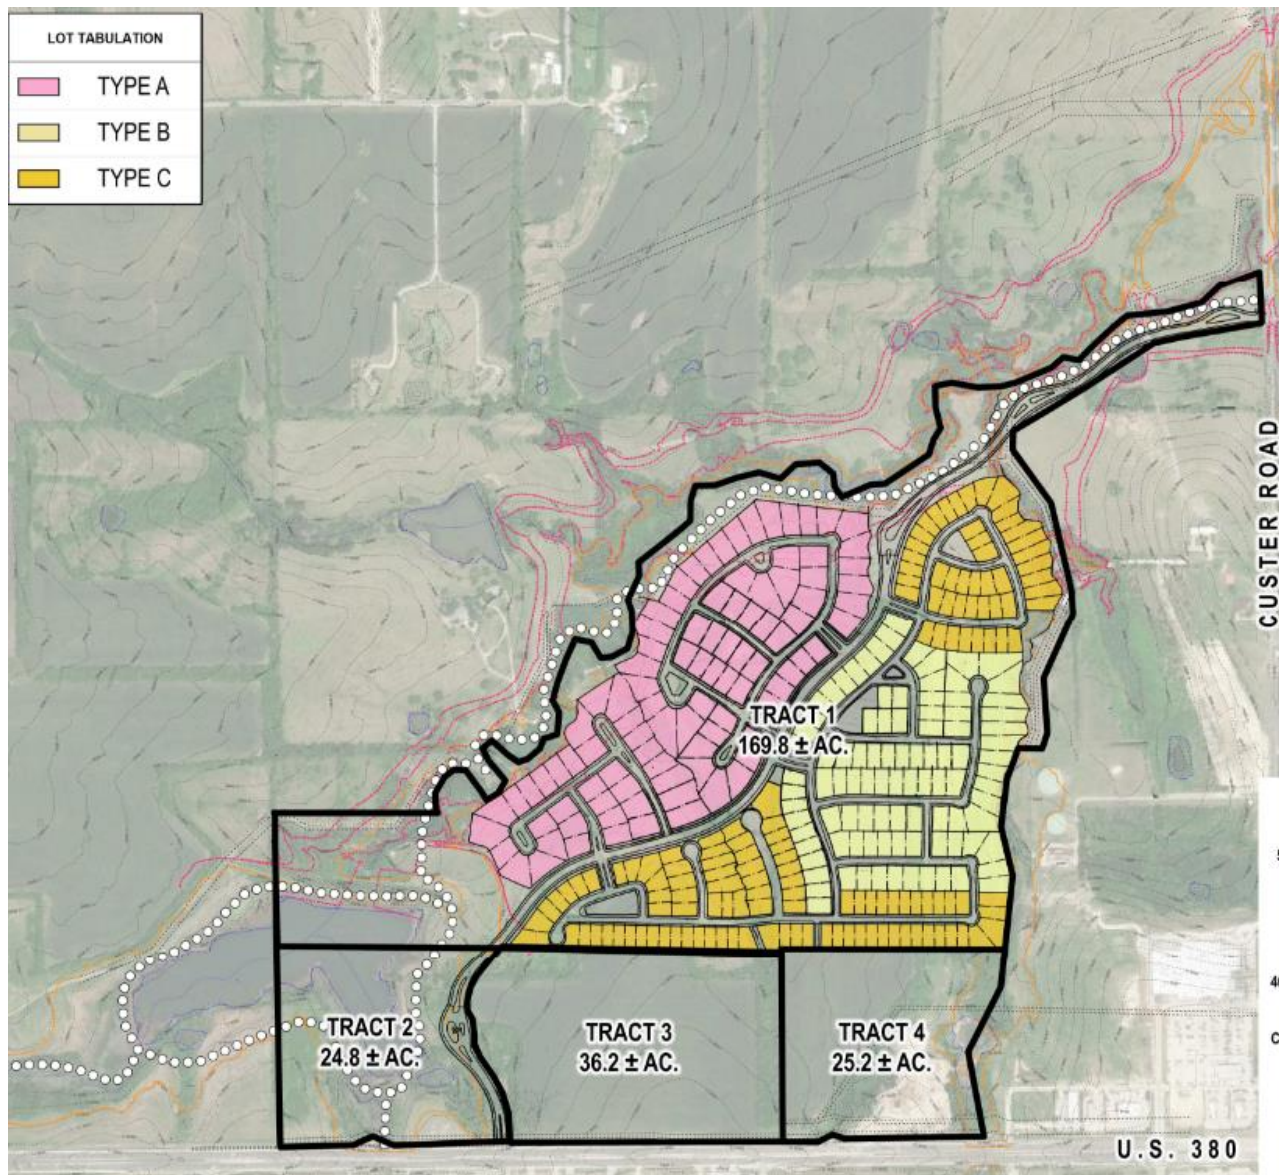 LOT TABULATION
TYPE A
TYPE B
TYPE C
CUSTER ROAD
TRACT 1
169.8 ± AC.
TRACT 2
24.8 ± AC.
TRACT 3
36.2 ± AC.
TRACT 4
25.2 ± AC.
U.S. 380